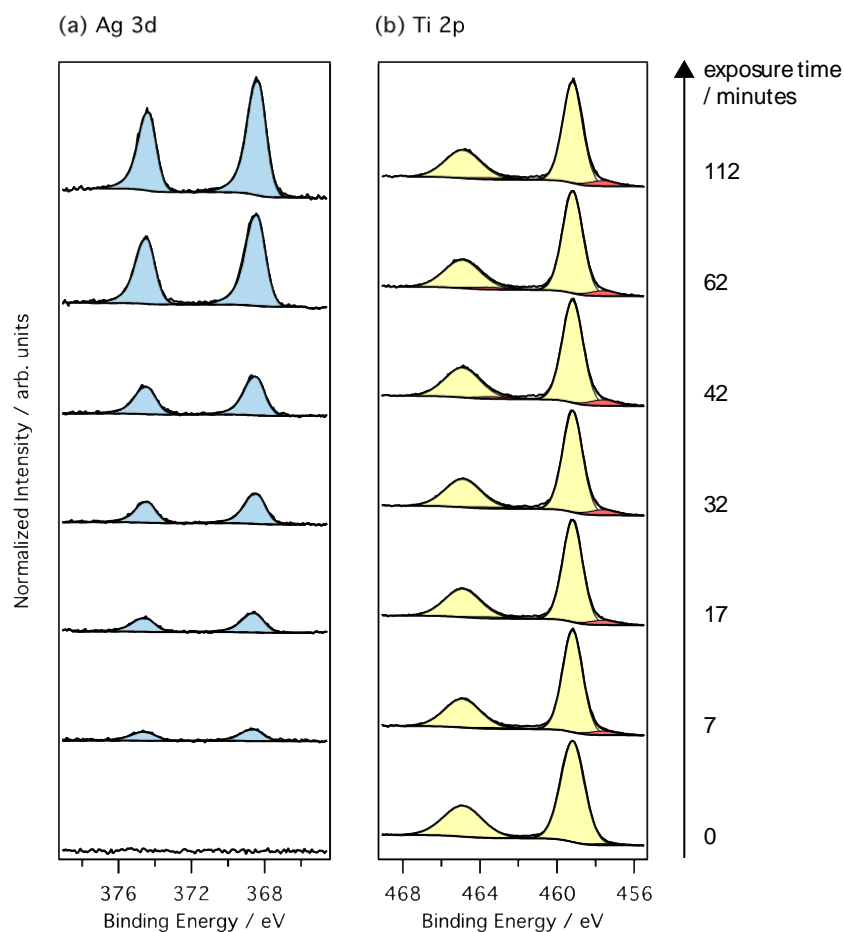 (a) Ag 3d
(b) Ti 2p
exposure time
/ minutes
112
62
42
32
17
7
0
Normalized Intensity / arb. units
376 372 368
468 464 460 456
Binding Energy / eV
Binding Energy / eV